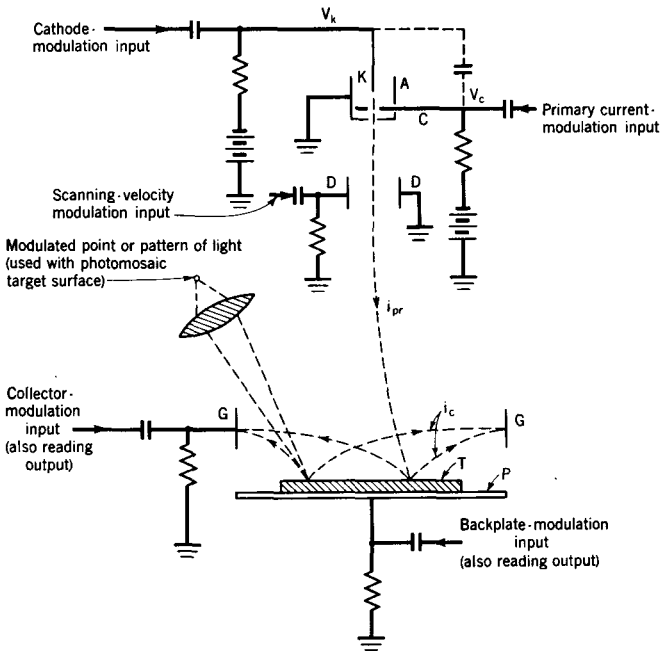 Cathode-
modulation input
V_k
K
A
V_c
C
Primary current-
modulation input
D
D
Scanning-velocity
modulation input
Modulated point or pattern of light
(used with photomosaic
target surface)
i_pr
Collector-
modulation
input
(also reading
output)
G
i_c
G
T
P
Backplate-modulation
input
(also reading output)